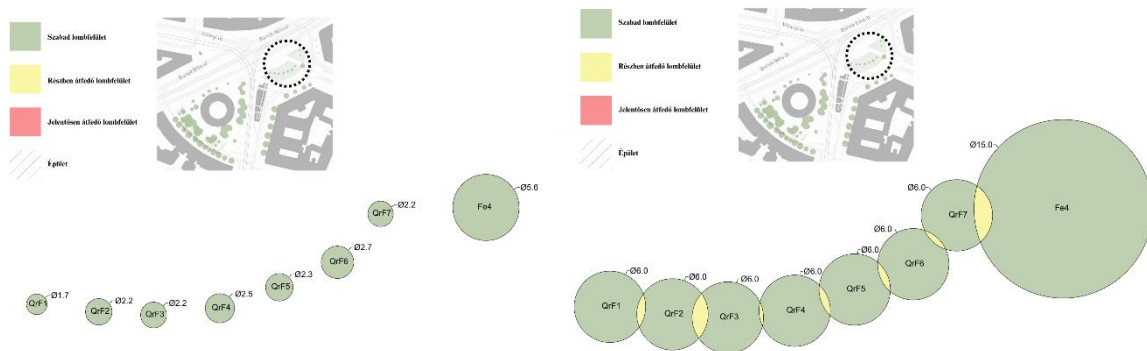 Szabad lombfelület
Részben átfedő lombfelület
Jelentősen átfedő lombfelület
Épület
Ø5.6
Fe4
Ø2.2
QrF7
Ø2.7
QrF6
Ø2.3
QrF5
Ø2.5
QrF4
Ø2.2
QrF3
Ø2.2
QrF2
Ø1.7
QrF1
Szabad lombfelület
Részben átfedő lombfelület
Jelentősen átfedő lombfelület
Épület
Ø15.0
Fe4
Ø6.0
QrF7
Ø6.0
QrF6
Ø6.0
QrF5
Ø6.0
QrF4
Ø6.0
QrF3
Ø6.0
QrF2
Ø6.0
QrF1